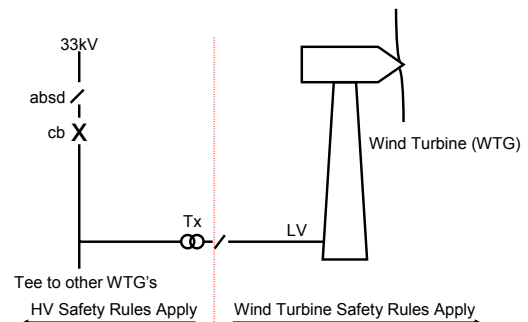 33kV
absd
cb
Wind Turbine (WTG)
Tx
LV
Tee to other WTG's
HV Safety Rules Apply
Wind Turbine Safety Rules Apply